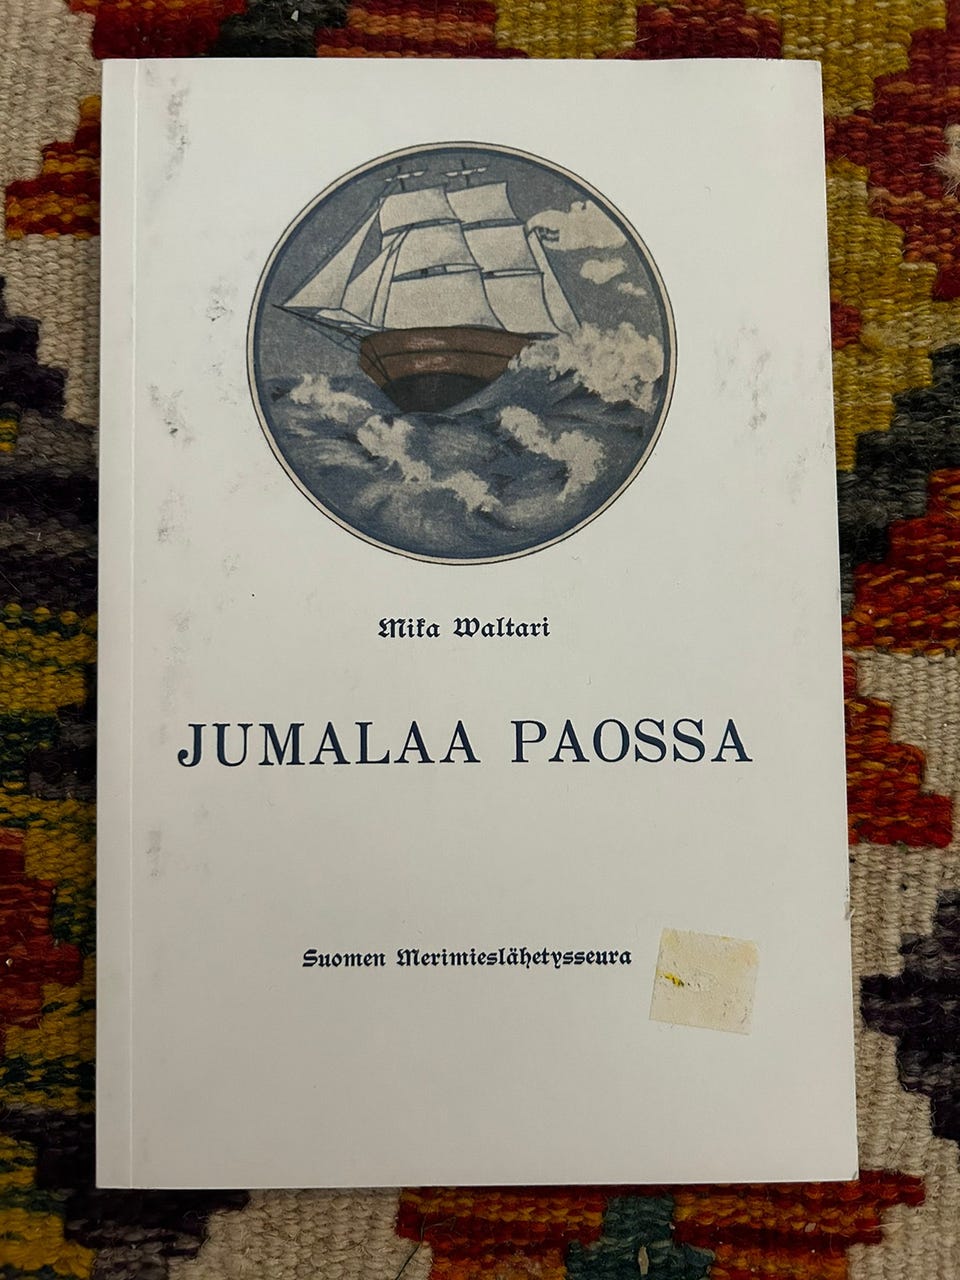 Mika Waltari
JUMALAA PAOSSA
Suomen Merimieslähetysseura